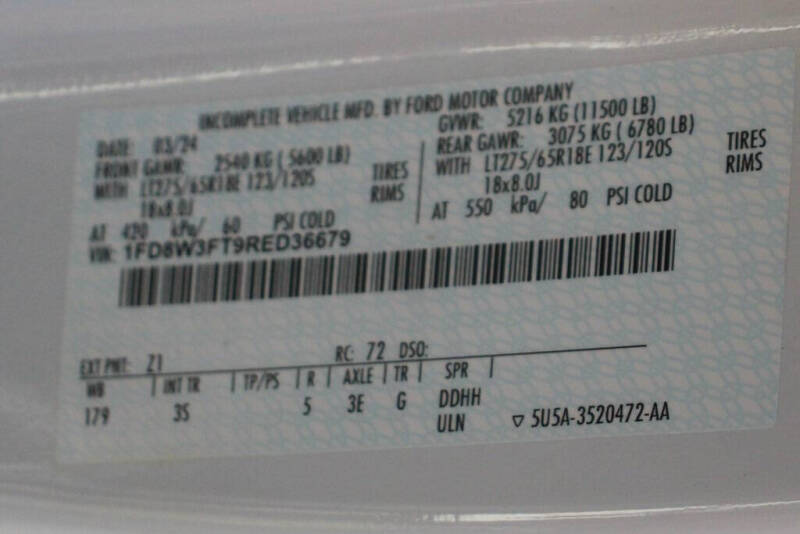 INCOMPLETE VEHICLE MFD. BY FORD MOTOR COMPANY
DATE: 03/24
GVWR: 5216 KG (11500 LB)
FRONT GAWR: 2540 KG ( 5600 LB)
WITH LT275/65R18E 123/120S TIRES
18x8.0J RIMS
AT 420 kPa/ 60 PSI COLD
REAR GAWR: 3075 KG ( 6780 LB)
WITH LT275/65R18E 123/120S TIRES
18x8.0J RIMS
AT 550 kPa/ 80 PSI COLD
VIN: 1FD8W3FT9RED36679
EXT PNT: Z1 RC: 72 DSO:
WB INT TR TP/PS R AXLE TR SPR
179 3S 5 3E G DDHH
ULN ▽ 5U5A-3520472-AA